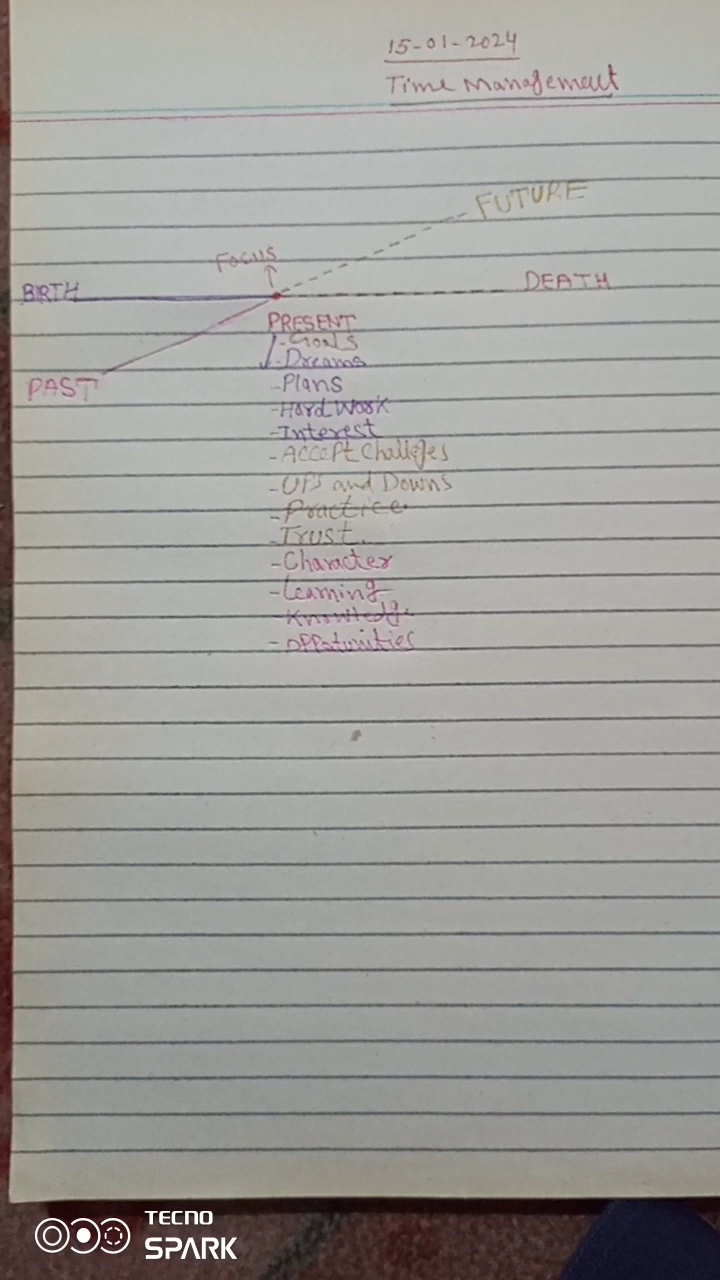 15-01-2024
Time Management
FUTURE
FOCUS
BIRTH
DEATH
PRESENT
- Goals
PAST
- Dreams
- Plans
- Hard Work
- Interest
- ACCEPt Challeges
- UPS and Downs
- Practice
- Trust.
- Character
- Learning
- Knowledge
- OPPotunities
TECNO
SPARK